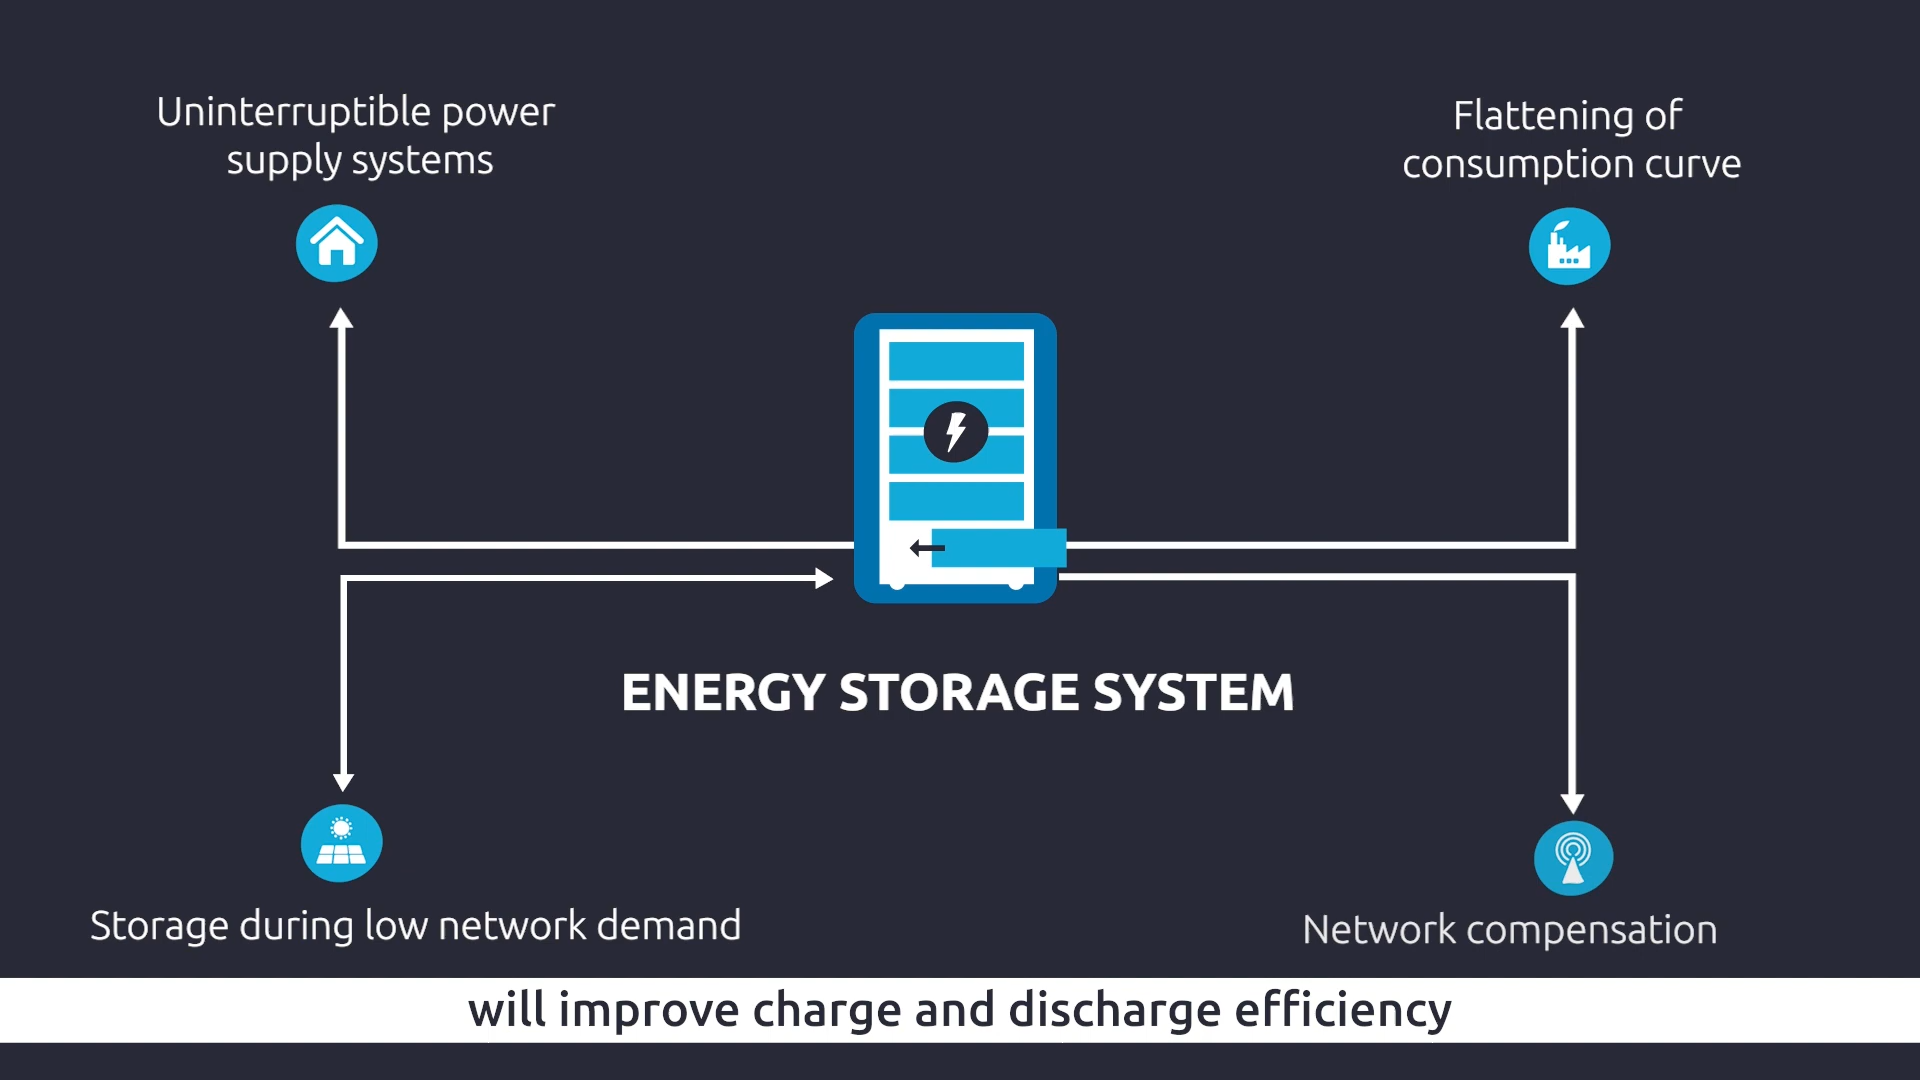 Uninterruptible power
supply systems
Flattening of
consumption curve
ENERGY STORAGE SYSTEM
Storage during low network demand
Network compensation
will improve charge and discharge efficiency